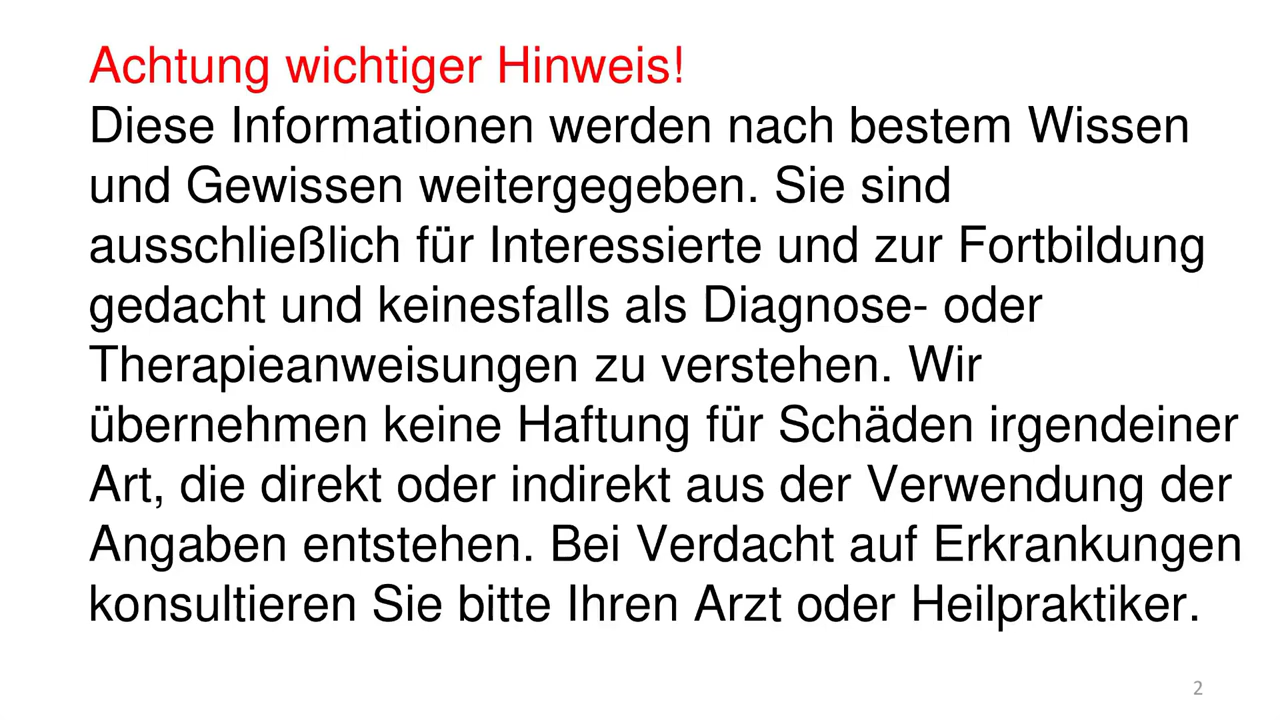 Achtung wichtiger Hinweis!
Diese Informationen werden nach bestem Wissen
und Gewissen weitergegeben. Sie sind
ausschließlich für Interessierte und zur Fortbildung
gedacht und keinesfalls als Diagnose- oder
Therapieanweisungen zu verstehen. Wir
übernehmen keine Haftung für Schäden irgendeiner
Art, die direkt oder indirekt aus der Verwendung der
Angaben entstehen. Bei Verdacht auf Erkrankungen
konsultieren Sie bitte Ihren Arzt oder Heilpraktiker.
2